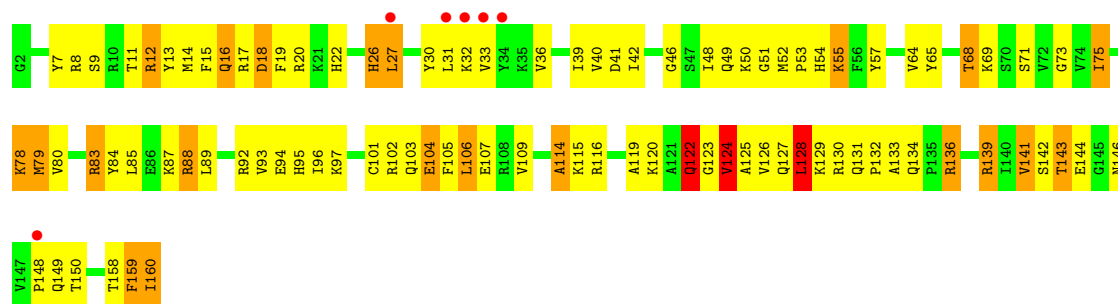 G2 Y7 R8 S9 R10 T11 R12 Y13 M14 F15 Q16 R17 D18 F19 R20 K21 H22 H26 L27 Y30 L31 K32 V33 Y34 K35 V36 I39 V40 D41 I42 G46 S47 I48 Q49 K50 G51 M52 P53 H54 K55 F56 Y57 V64 Y65 T68 K69 S70 S71 V72 G73 V74 I75
K78 M79 V80 R83 Y84 L85 E86 K87 R88 L89 R92 V93 E94 H95 I96 K97 C101 R102 Q103 E104 F105 L106 E107 R108 V109 A114 K115 R116 A119 K120 A121 Q122 G123 V124 A125 V126 Q127 L128 K129 R130 Q131 P132 A133 Q134 P135 R136 R139 I140 V141 S142 T143 E144 G145 N146
V147 P148 Q149 T150 T158 F159 I160